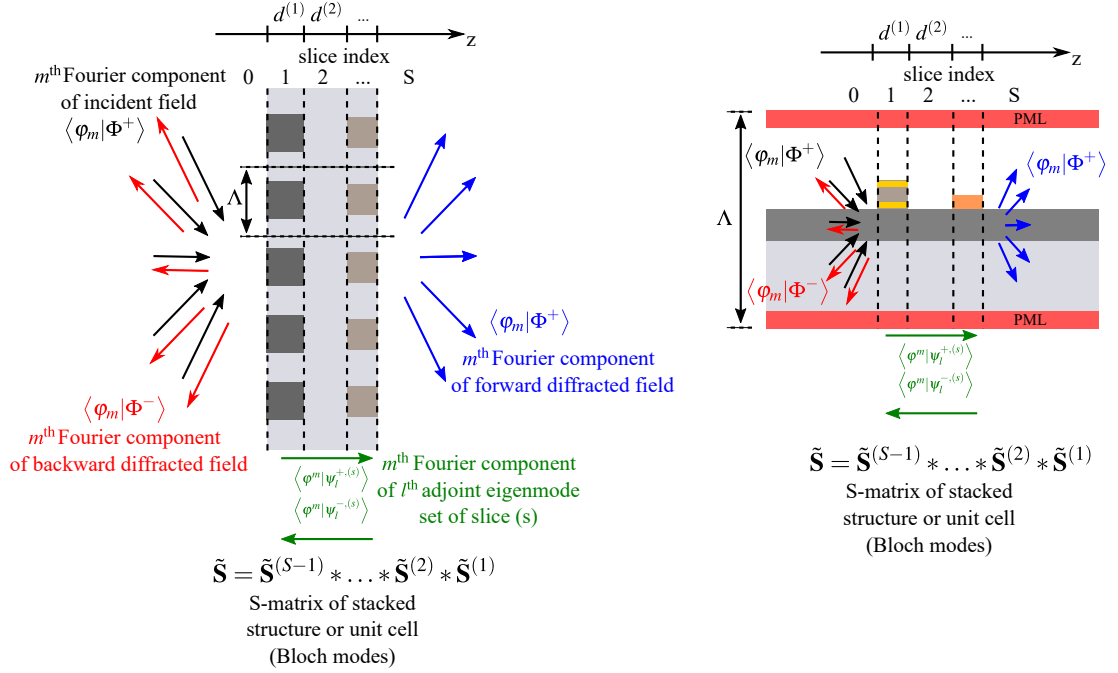 d⁽¹⁾ d⁽²⁾ ...
z
slice index
0 1 2 ... S
mᵗʰ Fourier component
of incident field
⟨φₘ|Φ⁺⟩
Λ
⟨φₘ|Φ⁺⟩
mᵗʰ Fourier component
of forward diffracted field
⟨φₘ|Φ⁻⟩
mᵗʰ Fourier component
of backward diffracted field
⟨φᵐ|ψₗ⁺,⁽ˢ⁾⟩
⟨φᵐ|ψₗ⁻,⁽ˢ⁾⟩
mᵗʰ Fourier component
of lᵗʰ adjoint eigenmode
set of slice (s)
S̃ = S̃⁽ˢ⁻¹⁾ * … * S̃⁽²⁾ * S̃⁽¹⁾
S-matrix of stacked
structure or unit cell
(Bloch modes)
d⁽¹⁾ d⁽²⁾ ...
z
slice index
0 1 2 ... S
PML
⟨φₘ|Φ⁺⟩
⟨φₘ|Φ⁺⟩
Λ
⟨φₘ|Φ⁻⟩
PML
⟨φᵐ|ψₗ⁺,⁽ˢ⁾⟩
⟨φᵐ|ψₗ⁻,⁽ˢ⁾⟩
S̃ = S̃⁽ˢ⁻¹⁾ * … * S̃⁽²⁾ * S̃⁽¹⁾
S-matrix of stacked
structure or unit cell
(Bloch modes)